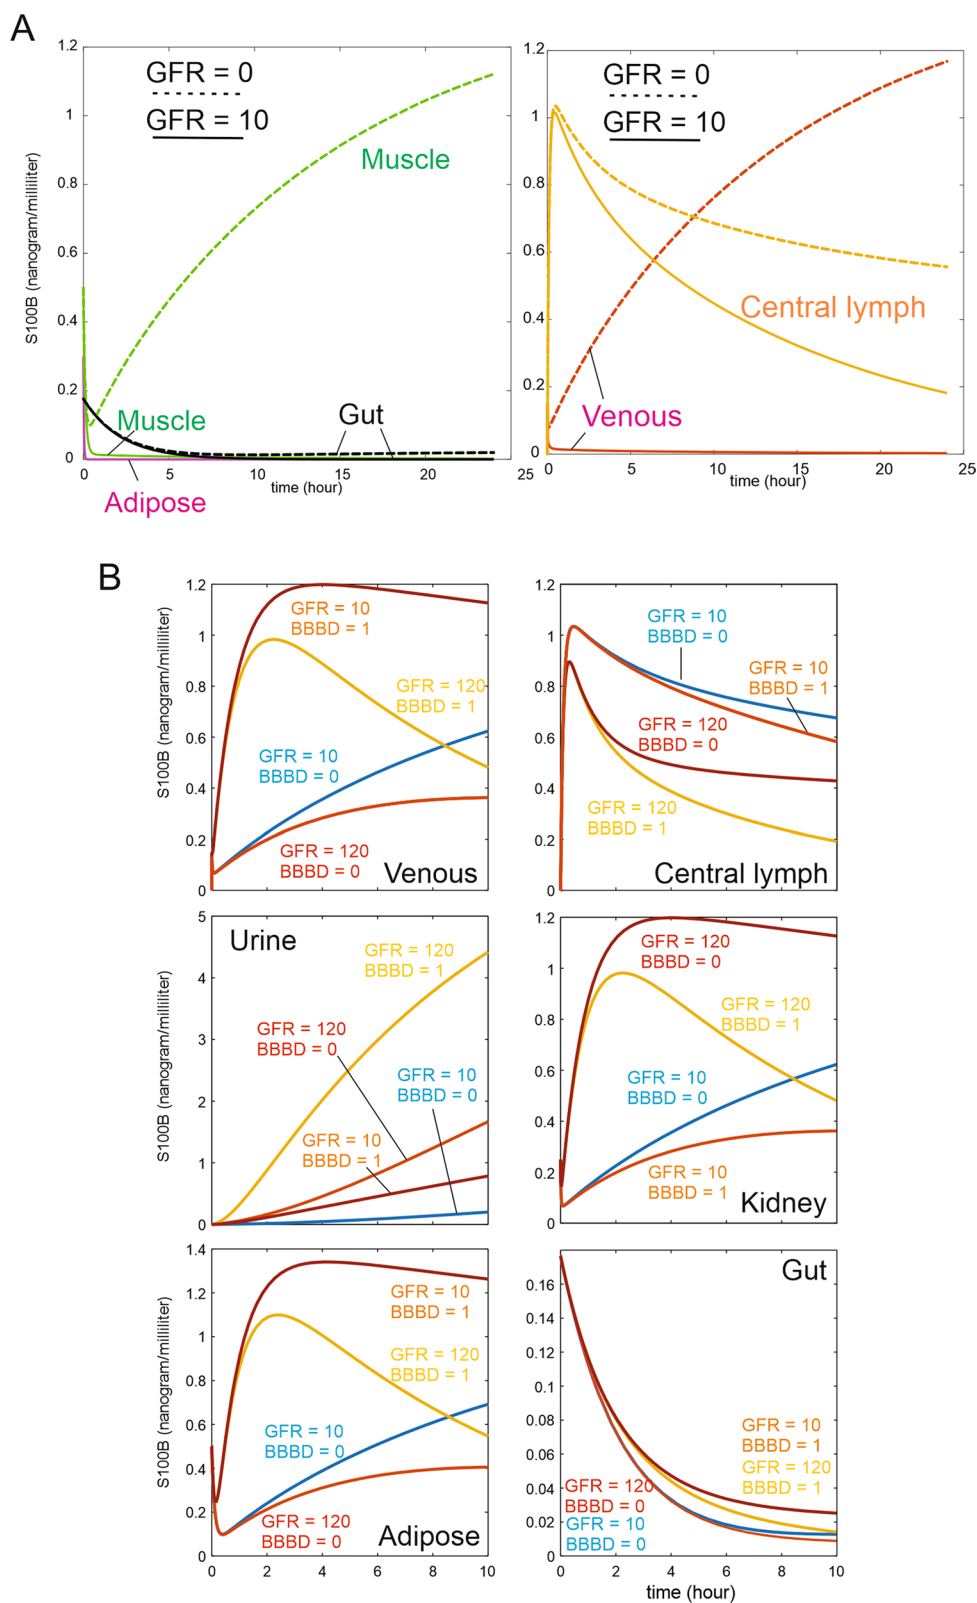 A
1.2
1
0.8
0.6
0.4
0.2
0
S100B (nanogram/milliliter)
GFR = 0
GFR = 10
Muscle
Muscle
Gut
Adipose
0
5
10
15
20
25
time (hour)
1.2
1
0.8
0.6
0.4
0.2
0
GFR = 0
GFR = 10
Central lymph
Venous
0
5
10
15
20
25
time (hour)
B
S100B (nanogram/milliliter)
1.2
1
0.8
0.6
0.4
0.2
0
GFR = 10
BBBD = 1
GFR = 120
BBBD = 1
GFR = 10
BBBD = 0
GFR = 120
BBBD = 0
Venous
1.2
1
0.8
0.6
0.4
0.2
0
GFR = 10
BBBD = 0
GFR = 10
BBBD = 1
GFR = 120
BBBD = 0
GFR = 120
BBBD = 1
Central lymph
S100B (nanogram/milliliter)
5
4
3
2
1
0
Urine
GFR = 120
BBBD = 1
GFR = 120
BBBD = 0
GFR = 10
BBBD = 0
GFR = 10
BBBD = 1
1.2
1
0.8
0.6
0.4
0.2
0
GFR = 120
BBBD = 0
GFR = 120
BBBD = 1
GFR = 10
BBBD = 0
GFR = 10
BBBD = 1
Kidney
S100B (nanogram/milliliter)
1.4
1.2
1
0.8
0.6
0.4
0.2
0
GFR = 10
BBBD = 1
GFR = 120
BBBD = 1
GFR = 10
BBBD = 0
GFR = 120
BBBD = 0
Adipose
0
2
4
6
8
10
0.16
0.14
0.12
0.1
0.08
0.06
0.04
0.02
0
Gut
GFR = 10
BBBD = 1
GFR = 120
BBBD = 1
GFR = 120
BBBD = 0
GFR = 10
BBBD = 0
0
2
4
6
8
10
time (hour)